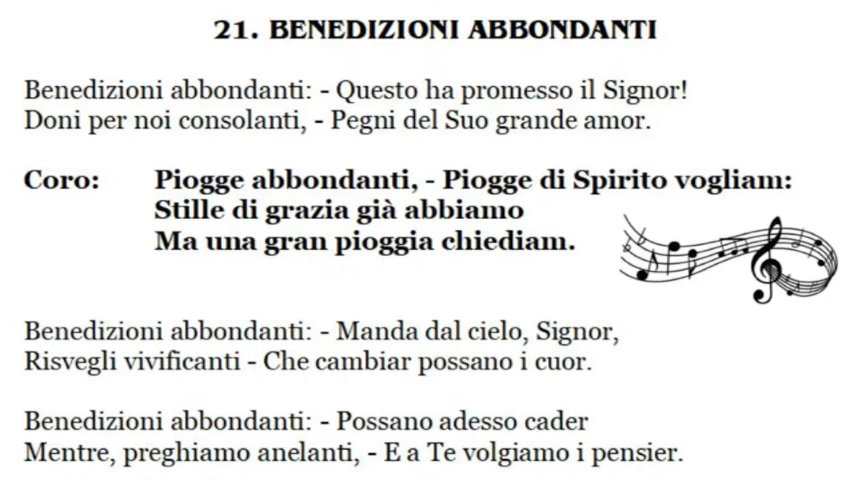 21. BENEDIZIONI ABBONDANTI
Benedizioni abbondanti: - Questo ha promesso il Signor!
Doni per noi consolanti, - Pegni del Suo grande amor.
Coro: Piogge abbondanti, - Piogge di Spirito vogliam:
Stille di grazia già abbiamo
Ma una gran pioggia chiediam.
Benedizioni abbondanti: - Manda dal cielo, Signor,
Risvegli vivificanti - Che cambiar possano i cuor.
Benedizioni abbondanti: - Possano adesso cader
Mentre, preghiamo anelanti, - E a Te volgiamo i pensier.